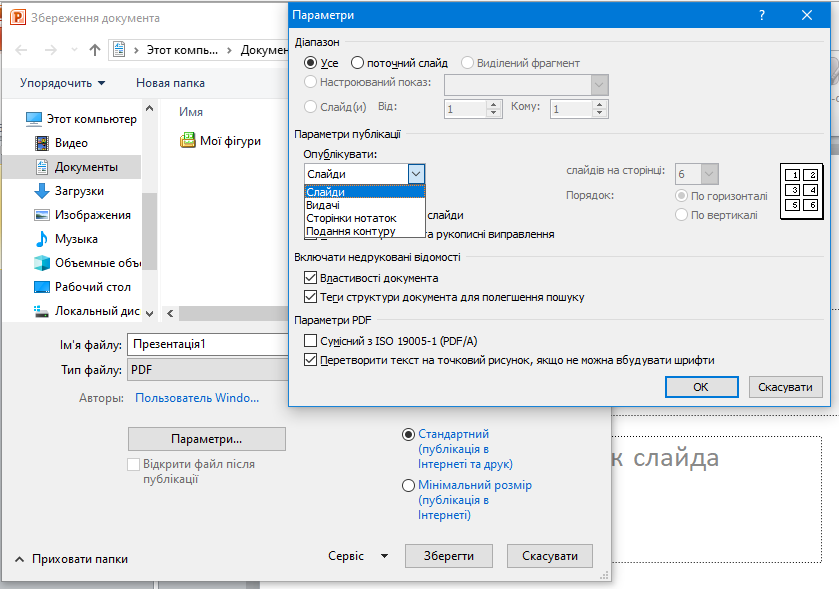 Збереження документа
Этот компь...
Докумен
Упорядочить
Новая папка
Этот компьютер
Видео
Документы
Загрузки
Изображения
Музыка
Объемные объ
Рабочий стол
Локальный дис
Имя
Мої фігури
Ім'я файлу:
Презентація1
Тип файлу:
PDF
Авторы:
Пользователь Windo...
Параметри...
Відкрити файл після
публікації
Стандартний
(публікація в
Інтернеті та друк)
Мінімальний розмір
(публікація в
Інтернеті)
Приховати папки
Сервіс
Зберегти
Скасувати
Параметри
Діапазон
Усе
поточний слайд
Виділений фрагмент
Настроюваний показ:
Слайд(и)
Від:
1
Кому:
1
Параметри публікації
Опублікувати:
Слайди
Слайди
Видачі
Сторінки нотаток
Подання контуру
слайди
та рукописні виправлення
слайдів на сторінці:
6
Порядок:
По горизонталі
По вертикалі
1 2
3 4
5 6
Включати недруковані відомості
Властивості документа
Теги структури документа для полегшення пошуку
Параметри PDF
Сумісний з ISO 19005-1 (PDF/A)
Перетворити текст на точковий рисунок, якщо не можна вбудувати шрифти
OK
Скасувати
к слайда